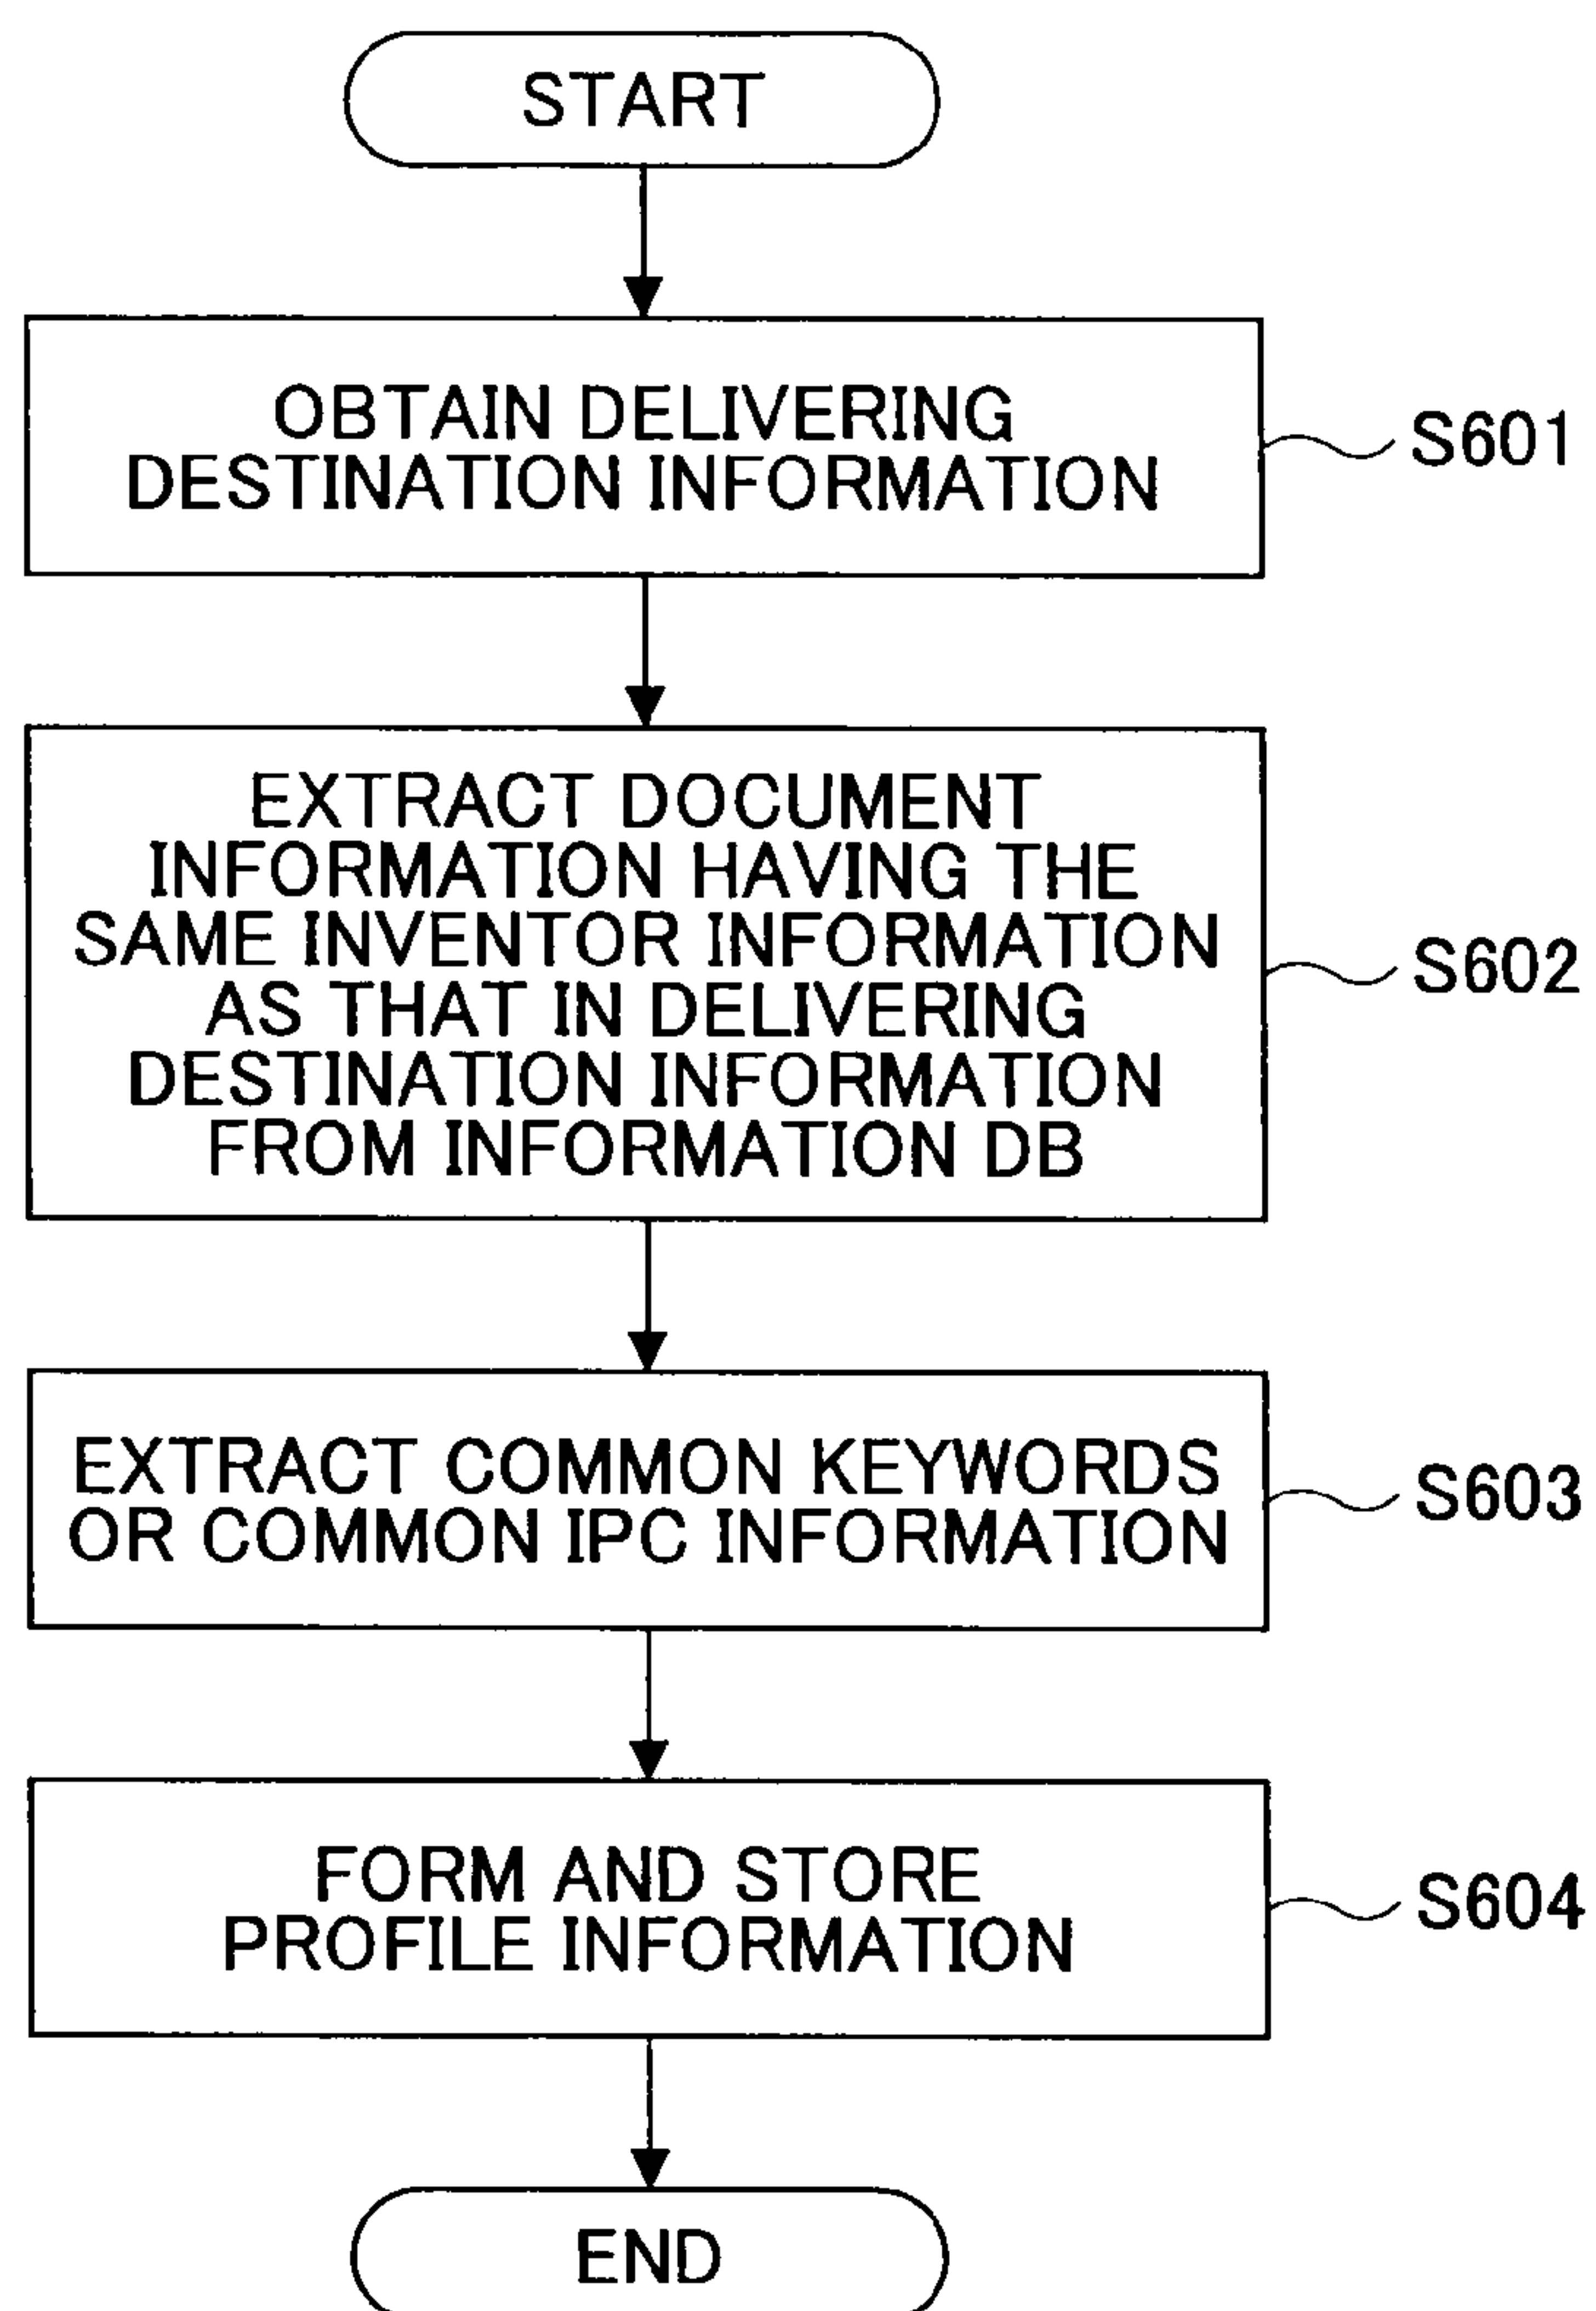 START
OBTAIN DELIVERING
DESTINATION INFORMATION
S601
EXTRACT DOCUMENT
INFORMATION HAVING THE
SAME INVENTOR INFORMATION
AS THAT IN DELIVERING
DESTINATION INFORMATION
FROM INFORMATION DB
S602
EXTRACT COMMON KEYWORDS
OR COMMON IPC INFORMATION
S603
FORM AND STORE
PROFILE INFORMATION
S604
END